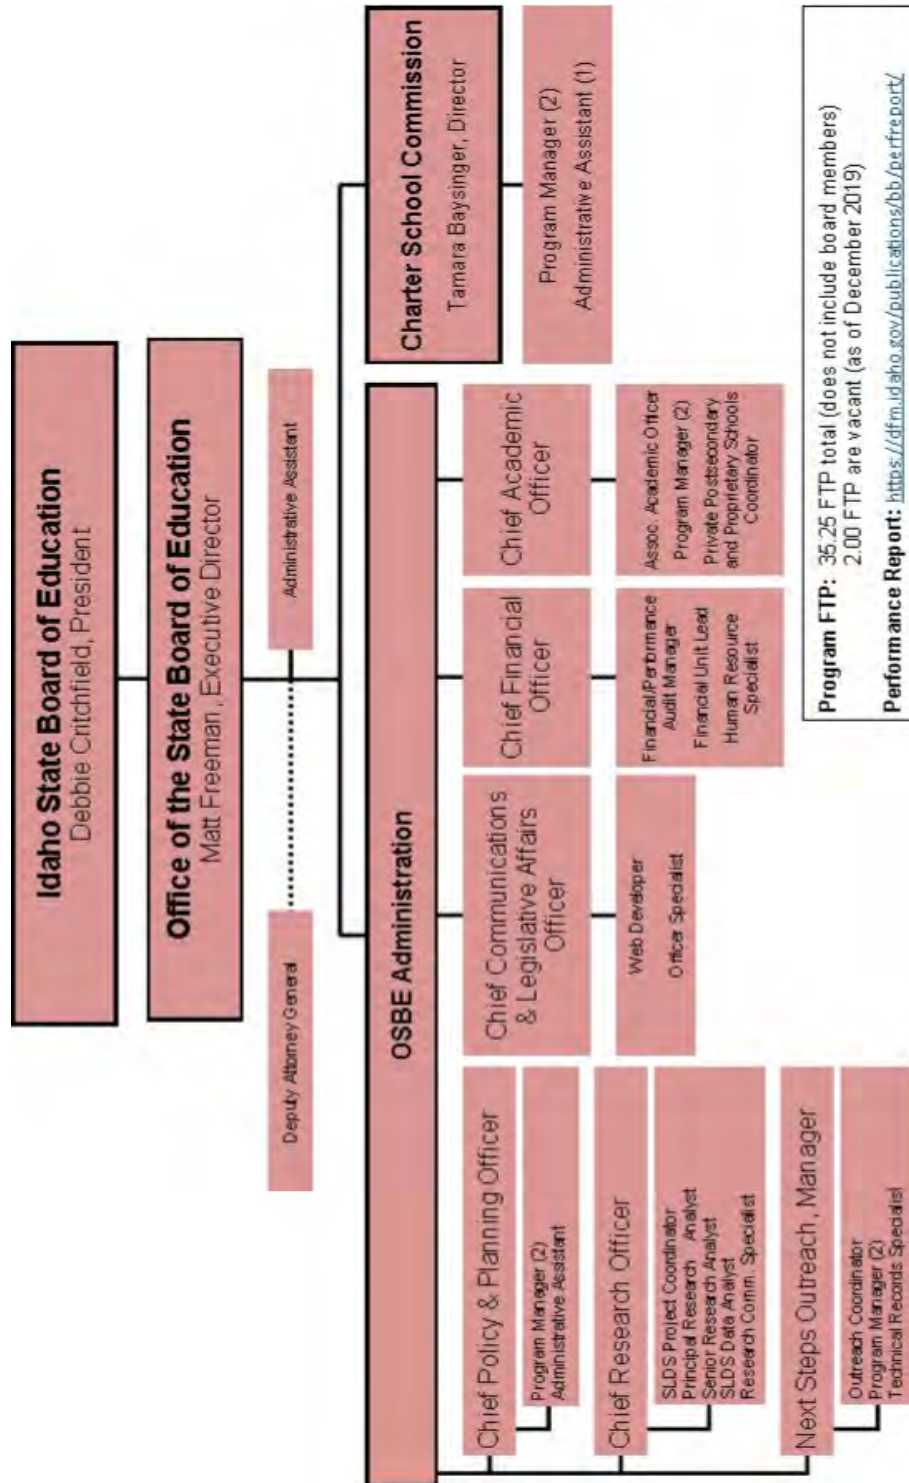 Idaho State Board of Education
Debbie Critchfield, President
Office of the State Board of Education
Matt Freeman, Executive Director
Deputy Attorney General
Administrative Assistant
OSBE Administration
Charter School Commission
Tamara Baysinger, Director
Program Manager (2)
Administrative Assistant (1)
Chief Policy & Planning Officer
Program Manager (2)
Administrative Assistant
Chief Research Officer
SLDS Project Coordinator
Principal Research Analyst
Senior Research Analyst
SLDS Data Analyst
Research Comm. Specialist
Next Steps Outreach, Manager
Outreach Coordinator
Program Manager (2)
Technical Records Specialist
Chief Communications
& Legislative Affairs
Officer
Web Developer
Officer Specialist
Chief Financial
Officer
Financial/Performance
Audit Manager
Financial Unit Lead
Human Resource
Specialist
Chief Academic
Officer
Assoc. Academic Officer
Program Manager (2)
Private Postsecondary
and Proprietary Schools
Coordinator
Program FTP: 35.25 FTP total (does not include board members)
2.00 FTP are vacant (as of December 2019)
Performance Report: https://dfm.idaho.gov/publications/bb/perfreport/